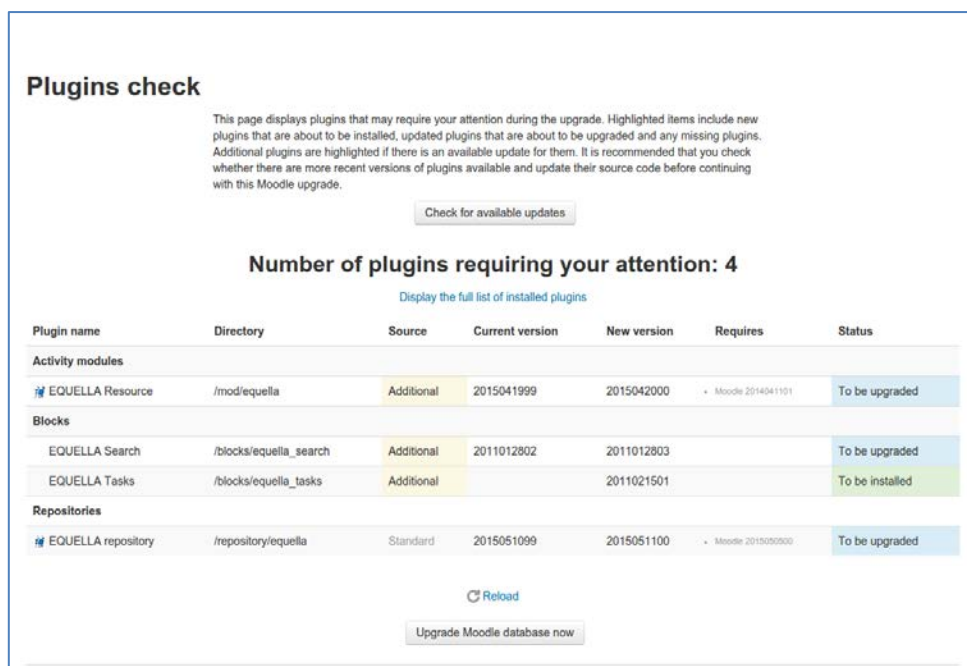 Plugins check
This page displays plugins that may require your attention during the upgrade. Highlighted items include new
plugins that are about to be installed, updated plugins that are about to be upgraded and any missing plugins.
Additional plugins are highlighted if there is an available update for them. It is recommended that you check
whether there are more recent versions of plugins available and update their source code before continuing
with this Moodle upgrade.
Check for available updates
Number of plugins requiring your attention: 4
Display the full list of installed plugins
Plugin name Directory Source Current version New version Requires Status
Activity modules
EQUELLA Resource /mod/equella Additional 2015041999 2015042000 • Moodle 2014041101 To be upgraded
Blocks
EQUELLA Search /blocks/equella_search Additional 2011012802 2011012803 To be upgraded
EQUELLA Tasks /blocks/equella_tasks Additional 2011021501 To be installed
Repositories
EQUELLA repository /repository/equella Standard 2015051099 2015051100 • Moodle 2015050500 To be upgraded
Reload
Upgrade Moodle database now